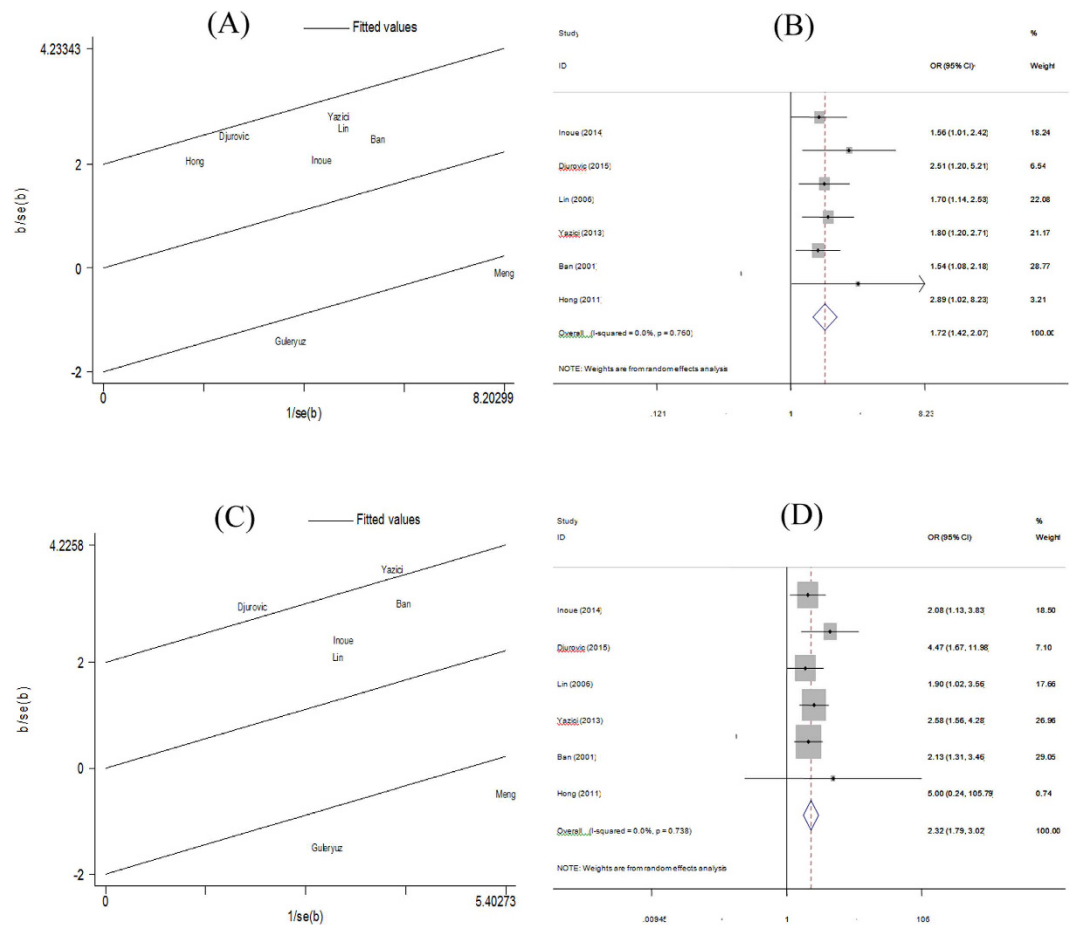 (A)
Fitted values
4.23343
2
0
-2
b/se(b)
Djurovic
Hong
Yazici
Lin
Ban
Inoue
Meng
Guleryuz
0
8.20299
1/se(b)
(B)
Study
%
ID
OR (95% CI)
Weight
Inoue (2014)
1.56 (1.01, 2.42)
18.24
Djurovic (2015)
2.51 (1.20, 5.21)
6.54
Lin (2006)
1.70 (1.14, 2.53)
22.08
Yazici (2013)
1.80 (1.20, 2.71)
21.17
Ban (2001)
1.54 (1.08, 2.18)
28.77
Hong (2011)
2.89 (1.02, 8.23)
3.21
Overall (I-squared = 0.0%, p = 0.760)
1.72 (1.42, 2.07)
100.00
NOTE: Weights are from random effects analysis
.121
1
8.23
(C)
Fitted values
4.2258
2
0
-2
b/se(b)
Yazici
Djurovic
Ban
Inoue
Lin
Meng
Guleryuz
0
5.40273
1/se(b)
(D)
Study
%
ID
OR (95% CI)
Weight
Inoue (2014)
2.08 (1.13, 3.83)
18.50
Djurovic (2015)
4.47 (1.67, 11.98)
7.10
Lin (2006)
1.90 (1.02, 3.56)
17.66
Yazici (2013)
2.58 (1.56, 4.28)
26.96
Ban (2001)
2.13 (1.31, 3.46)
29.05
Hong (2011)
5.00 (0.24, 105.79)
0.74
Overall (I-squared = 0.0%, p = 0.738)
2.32 (1.79, 3.02)
100.00
NOTE: Weights are from random effects analysis
.00945
1
106